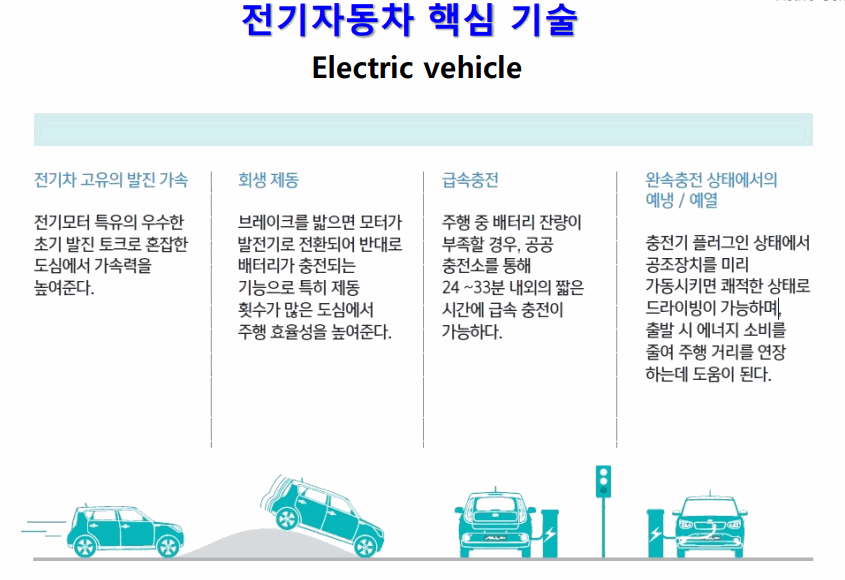 전기자동차 핵심 기술
Electric vehicle
전기차 고유의 발진 가속
전기모터 특유의 우수한
초기 발진 토크로 혼잡한
도심에서 가속력을
높여준다.
회생 제동
브레이크를 밟으면 모터가
발전기로 전환되어 반대로
배터리가 충전되는
기능으로 특히 제동
횟수가 많은 도심에서
주행 효율성을 높여준다.
급속충전
주행 중 배터리 잔량이
부족할 경우, 공공
충전소를 통해
24 ~33분 내외의 짧은
시간에 급속 충전이
가능하다.
완속충전 상태에서의
예냉 / 예열
충전기 플러그인 상태에서
공조장치를 미리
가동시키면 쾌적한 상태로
드라이빙이 가능하며,
출발 시 에너지 소비를
줄여 주행 거리를 연장
하는데 도움이 된다.